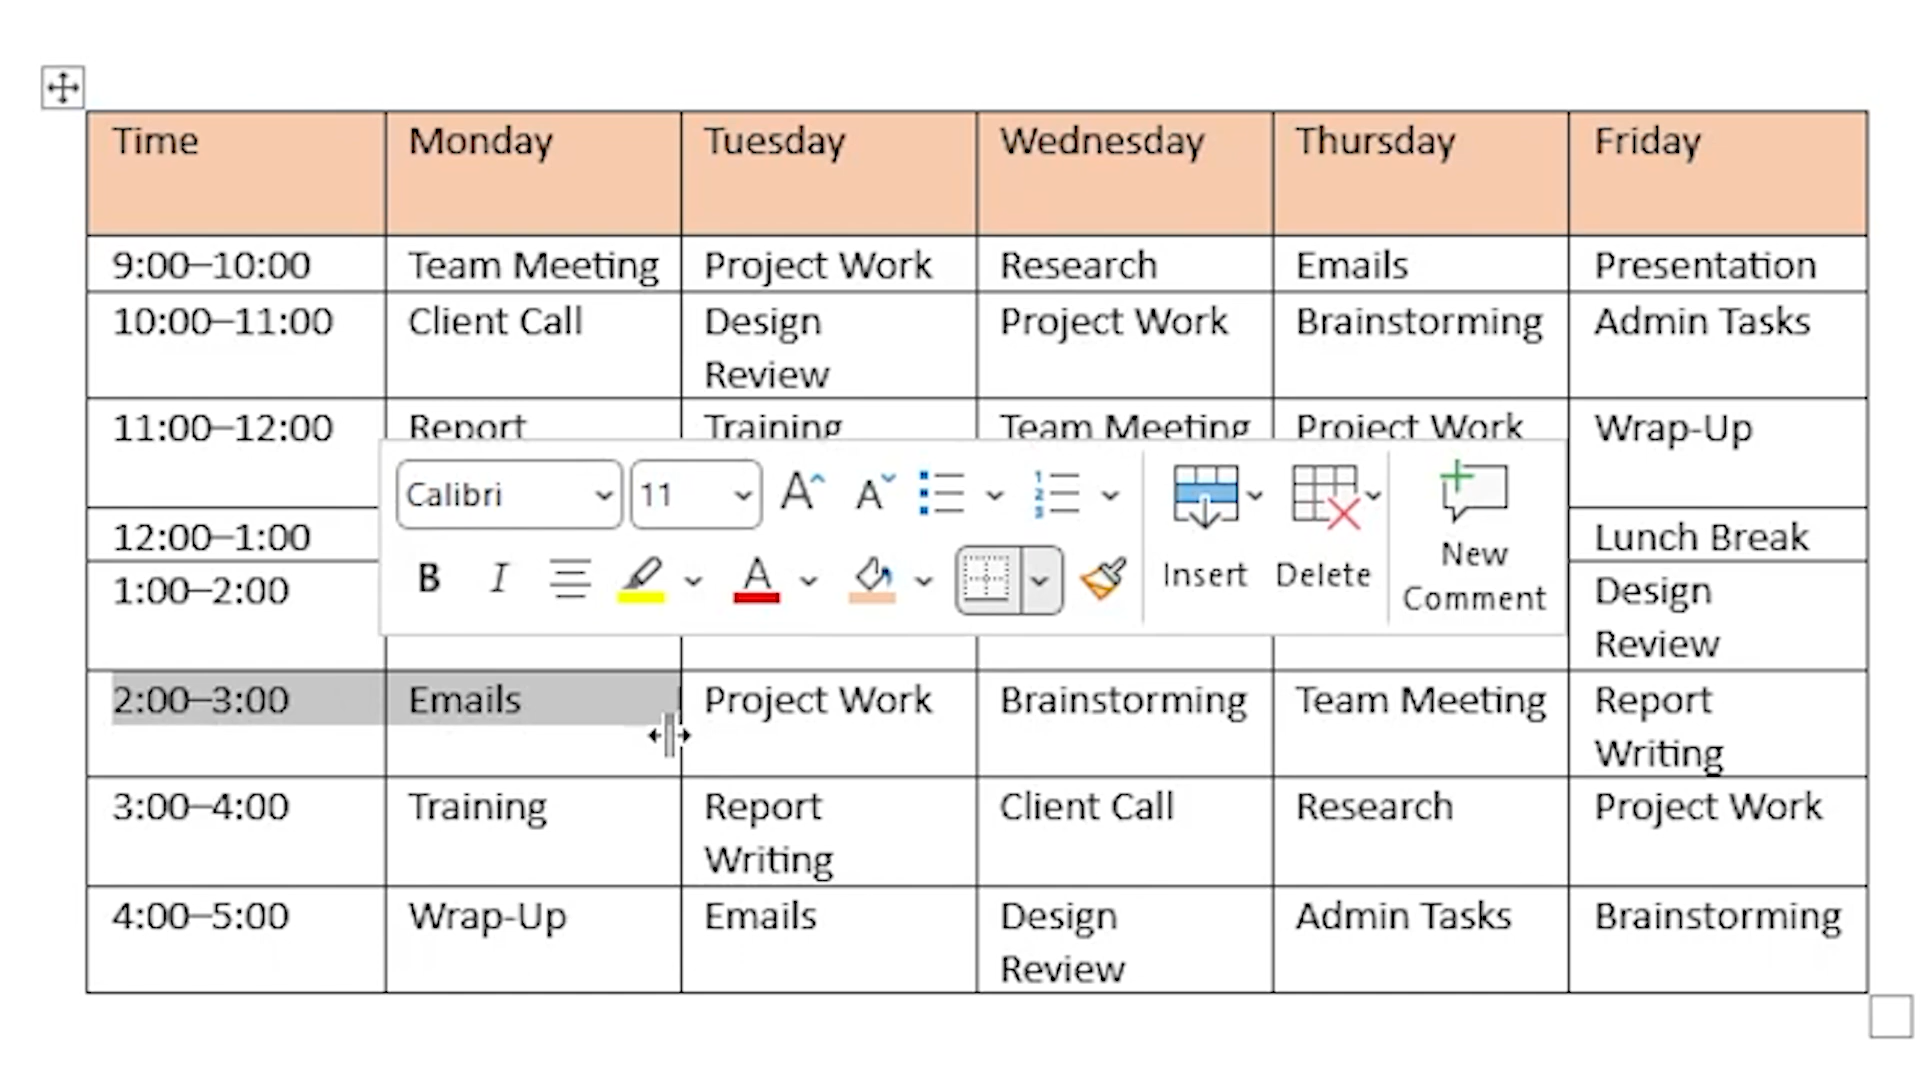 Time Monday Tuesday Wednesday Thursday Friday
9:00–10:00 Team Meeting Project Work Research Emails Presentation
10:00–11:00 Client Call Design Review Project Work Brainstorming Admin Tasks
11:00–12:00 Report Training Team Meeting Project Work Wrap-Up
Calibri 11
B I A Insert Delete New Comment
12:00–1:00 Lunch Break
1:00–2:00 Design Review
2:00–3:00 Emails Project Work Brainstorming Team Meeting Report Writing
3:00–4:00 Training Report Writing Client Call Research Project Work
4:00–5:00 Wrap-Up Emails Design Review Admin Tasks Brainstorming